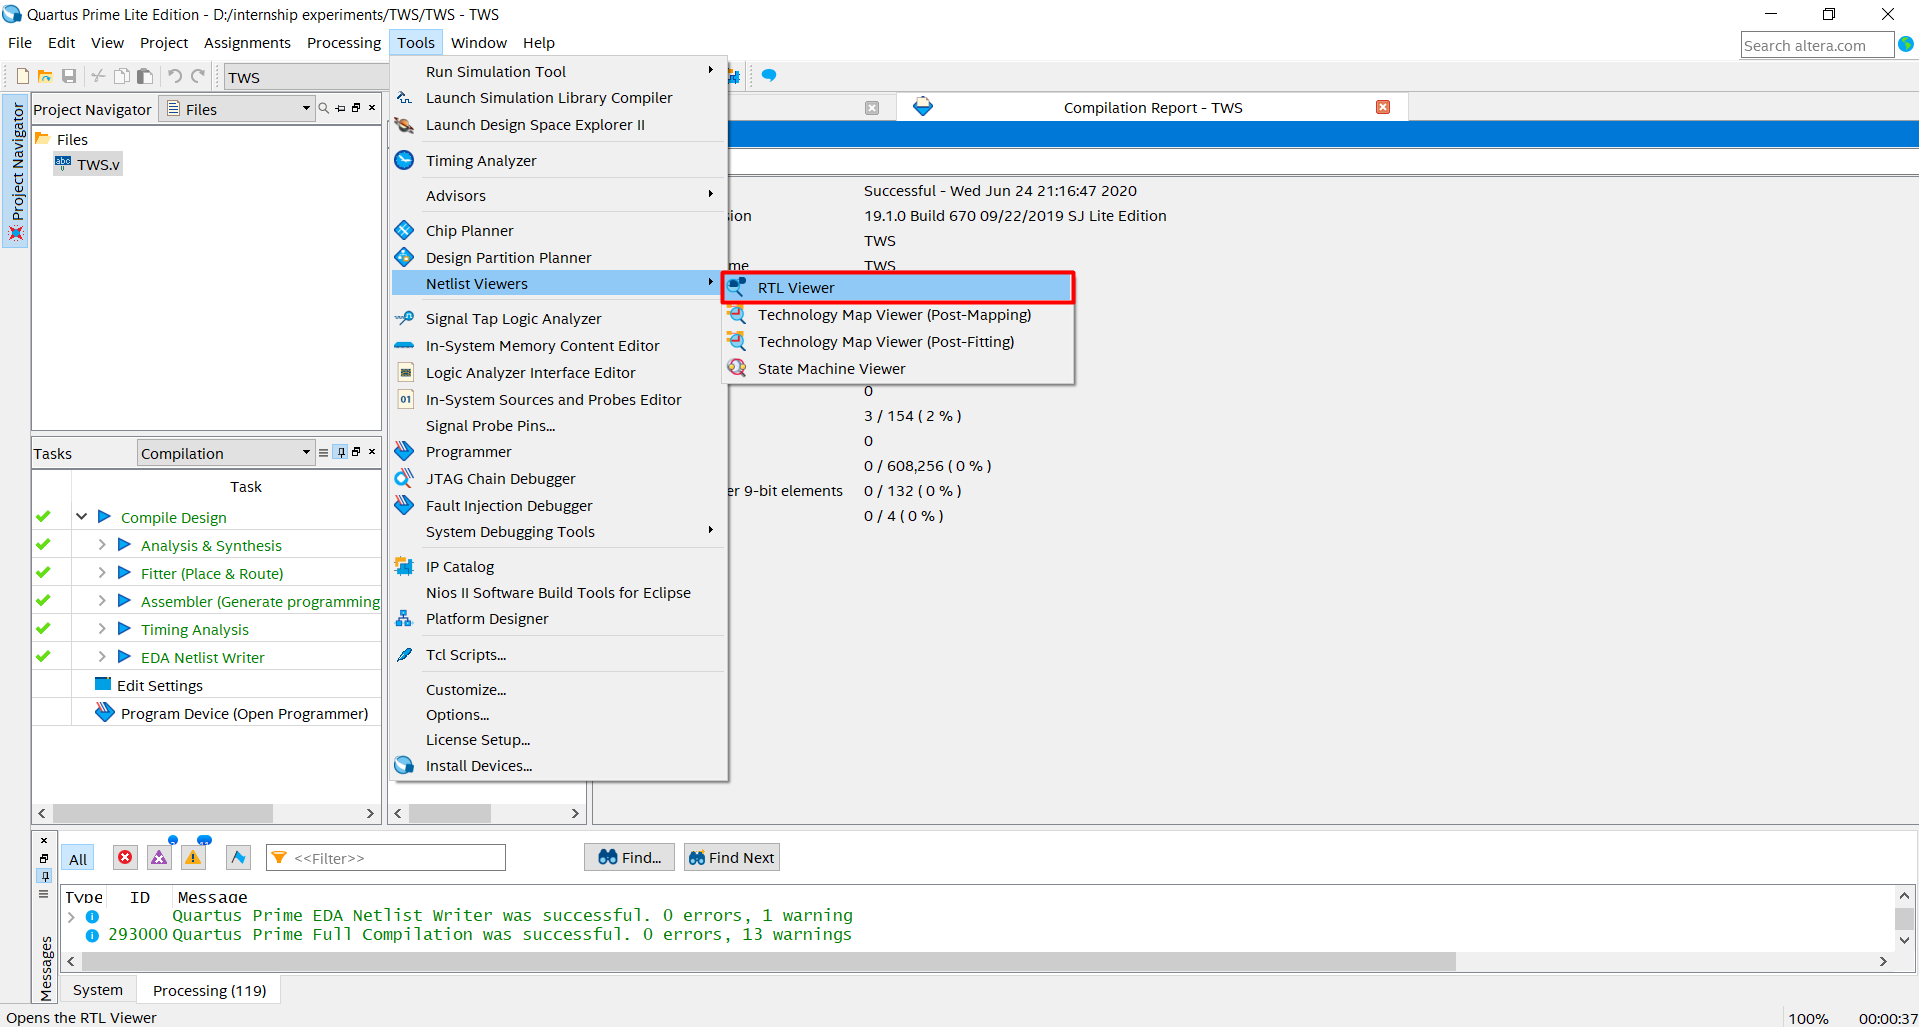 Quartus Prime Lite Edition - D:/internship experiments/TWS/TWS - TWS
File Edit View Project Assignments Processing Tools Window Help
Search altera.com
TWS
Project Navigator
Project Navigator Files
Files
TWS.v
Tasks Compilation
Task
Compile Design
Analysis & Synthesis
Fitter (Place & Route)
Assembler (Generate programming
Timing Analysis
EDA Netlist Writer
Edit Settings
Program Device (Open Programmer)
Run Simulation Tool
Launch Simulation Library Compiler
Launch Design Space Explorer II
Timing Analyzer
Advisors
Chip Planner
Design Partition Planner
Netlist Viewers
Signal Tap Logic Analyzer
In-System Memory Content Editor
Logic Analyzer Interface Editor
In-System Sources and Probes Editor
Signal Probe Pins...
Programmer
JTAG Chain Debugger
Fault Injection Debugger
System Debugging Tools
IP Catalog
Nios II Software Build Tools for Eclipse
Platform Designer
Tcl Scripts...
Customize...
Options...
License Setup...
Install Devices...
RTL Viewer
Technology Map Viewer (Post-Mapping)
Technology Map Viewer (Post-Fitting)
State Machine Viewer
Compilation Report - TWS
Successful - Wed Jun 24 21:16:47 2020
sion 19.1.0 Build 670 09/22/2019 SJ Lite Edition
TWS
me TWS
0
3 / 154 ( 2 % )
0
0 / 608,256 ( 0 % )
er 9-bit elements 0 / 132 ( 0 % )
0 / 4 ( 0 % )
Messages
All <<Filter>> Find... Find Next
Type ID Message
Quartus Prime EDA Netlist Writer was successful. 0 errors, 1 warning
293000 Quartus Prime Full Compilation was successful. 0 errors, 13 warnings
System Processing (119)
Opens the RTL Viewer
100% 00:00:37